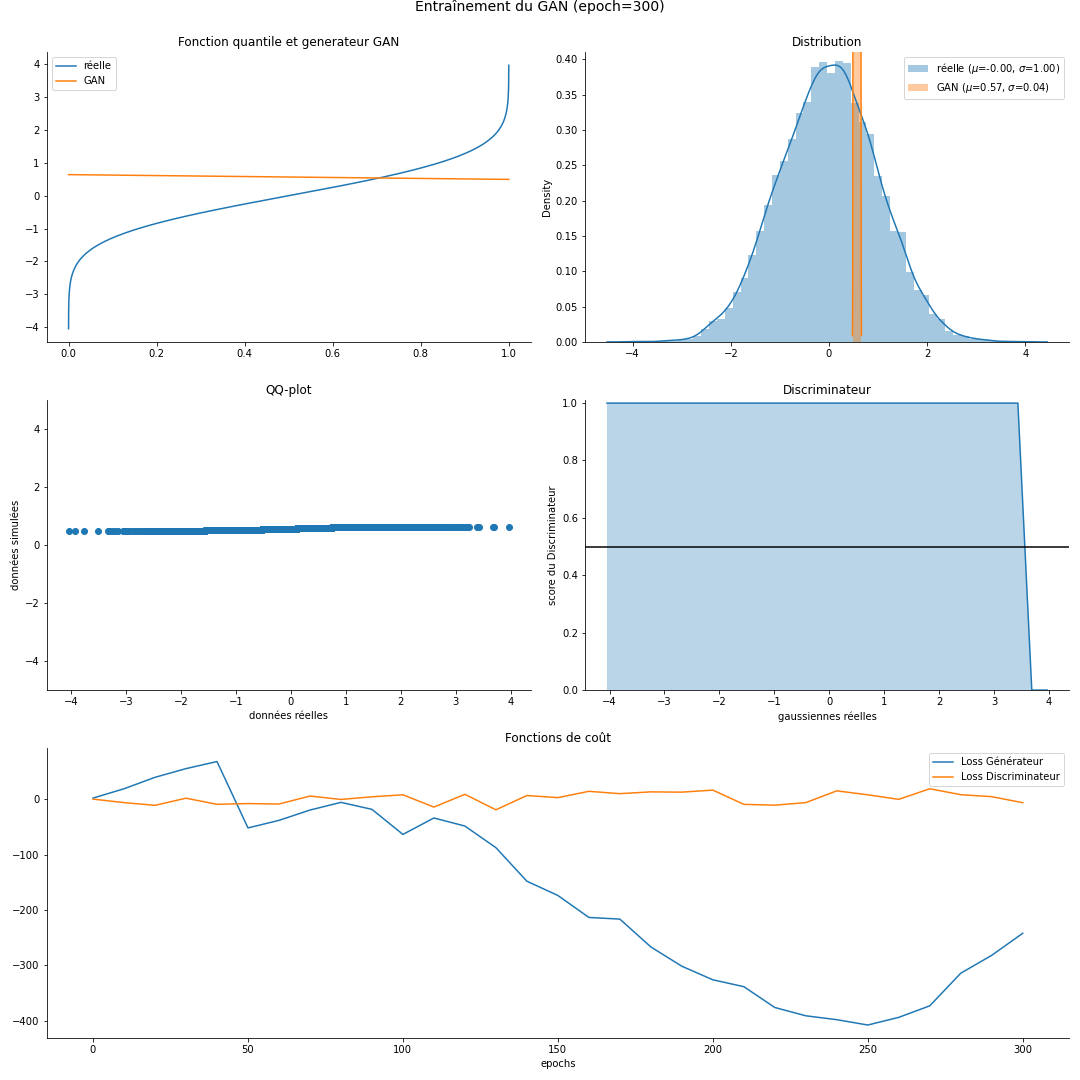 Entraînement du GAN (epoch=300)
Fonction quantile et generateur GAN
réelle
GAN
4
3
2
1
0
−1
−2
−3
−4
0.0 0.2 0.4 0.6 0.8 1.0
Distribution
réelle (μ=-0.00, σ=1.00)
GAN (μ=0.57, σ=0.04)
Density
0.40
0.35
0.30
0.25
0.20
0.15
0.10
0.05
0.00
−4 −2 0 2 4
QQ-plot
données simulées
4
2
0
−2
−4
−4 −3 −2 −1 0 1 2 3 4
données réelles
Discriminateur
score du Discriminateur
1.0
0.8
0.6
0.4
0.2
0.0
−4 −3 −2 −1 0 1 2 3 4
gaussiennes réelles
Fonctions de coût
Loss Générateur
Loss Discriminateur
0
−100
−200
−300
−400
0 50 100 150 200 250 300
epochs